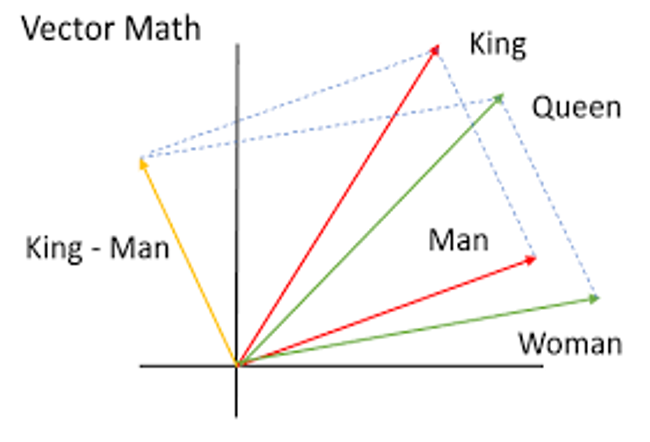 Vector Math
King
Queen
King - Man
Man
Woman